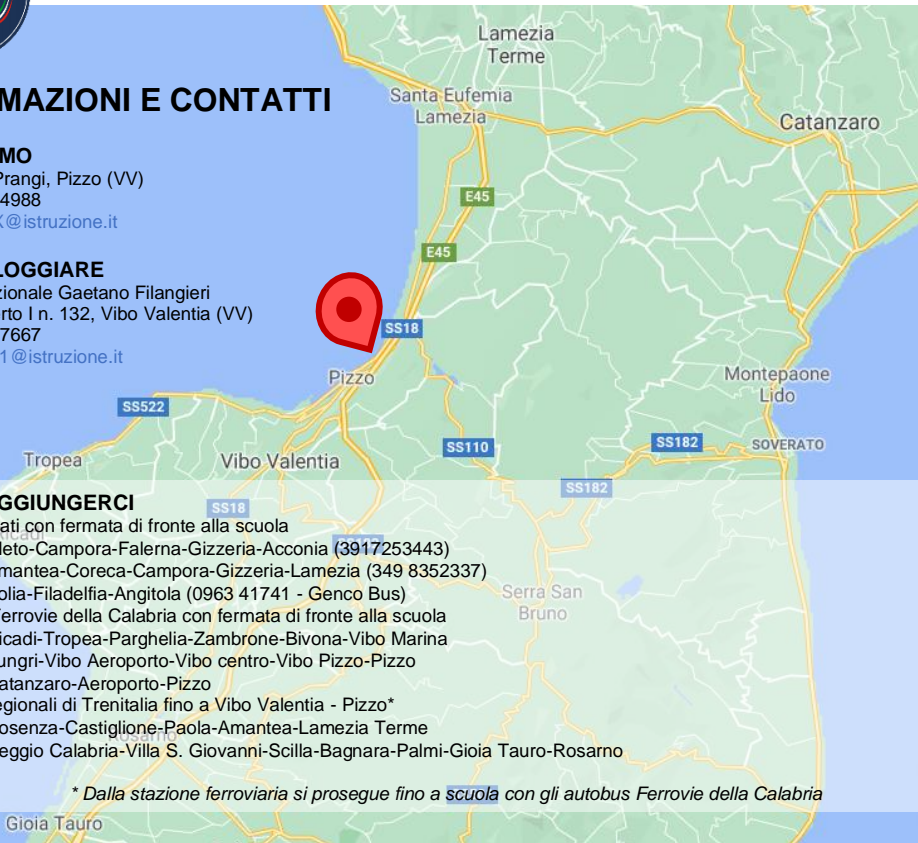 Lamezia
Terme
MAZIONI E CONTATTI
Santa Eufemia
Lamezia
Catanzaro
MO
Prangi, Pizzo (VV)
4988
X@istruzione.it
E45
E45
LOGGIARE
zionale Gaetano Filangieri
rto I n. 132, Vibo Valentia (VV)
7667
1@istruzione.it
SS18
Pizzo
Montepaone
Lido
SS522
SS110
SS182
SOVERATO
Tropea
Vibo Valentia
SS182
SS18
GGIUNGERCI
ati con fermata di fronte alla scuola
leto-Campora-Falerna-Gizzeria-Acconia (3917253443)
mantea-Coreca-Campora-Gizzeria-Lamezia (349 8352337)
olia-Filadelfia-Angitola (0963 41741 - Genco Bus)
Serra San
Bruno
Ferrovie della Calabria con fermata di fronte alla scuola
icadi-Tropea-Parghelia-Zambrone-Bivona-Vibo Marina
ungri-Vibo Aeroporto-Vibo centro-Vibo Pizzo-Pizzo
atanzaro-Aeroporto-Pizzo
egionali di Trenitalia fino a Vibo Valentia - Pizzo*
osenza-Castiglione-Paola-Amantea-Lamezia Terme
Rosarno
eggio Calabria-Villa S. Giovanni-Scilla-Bagnara-Palmi-Gioia Tauro-Rosarno
* Dalla stazione ferroviaria si prosegue fino a scuola con gli autobus Ferrovie della Calabria
Gioia Tauro